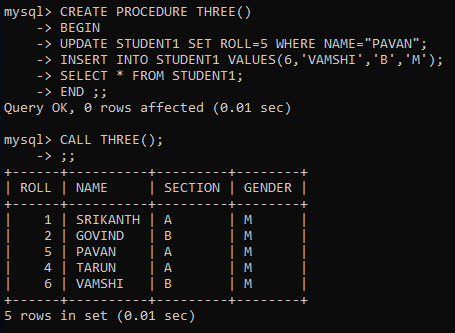 mysql> CREATE PROCEDURE THREE()
    -> BEGIN
    -> UPDATE STUDENT1 SET ROLL=5 WHERE NAME="PAVAN";
    -> INSERT INTO STUDENT1 VALUES(6,'VAMSHI','B','M');
    -> SELECT * FROM STUDENT1;
    -> END ;;
Query OK, 0 rows affected (0.01 sec)

mysql> CALL THREE();
    -> ;;
+------+----------+---------+--------+
| ROLL | NAME     | SECTION | GENDER |
+------+----------+---------+--------+
|    1 | SRIKANTH | A       | M      |
|    2 | GOVIND   | B       | M      |
|    5 | PAVAN    | A       | M      |
|    4 | TARUN    | A       | M      |
|    6 | VAMSHI   | B       | M      |
+------+----------+---------+--------+
5 rows in set (0.01 sec)